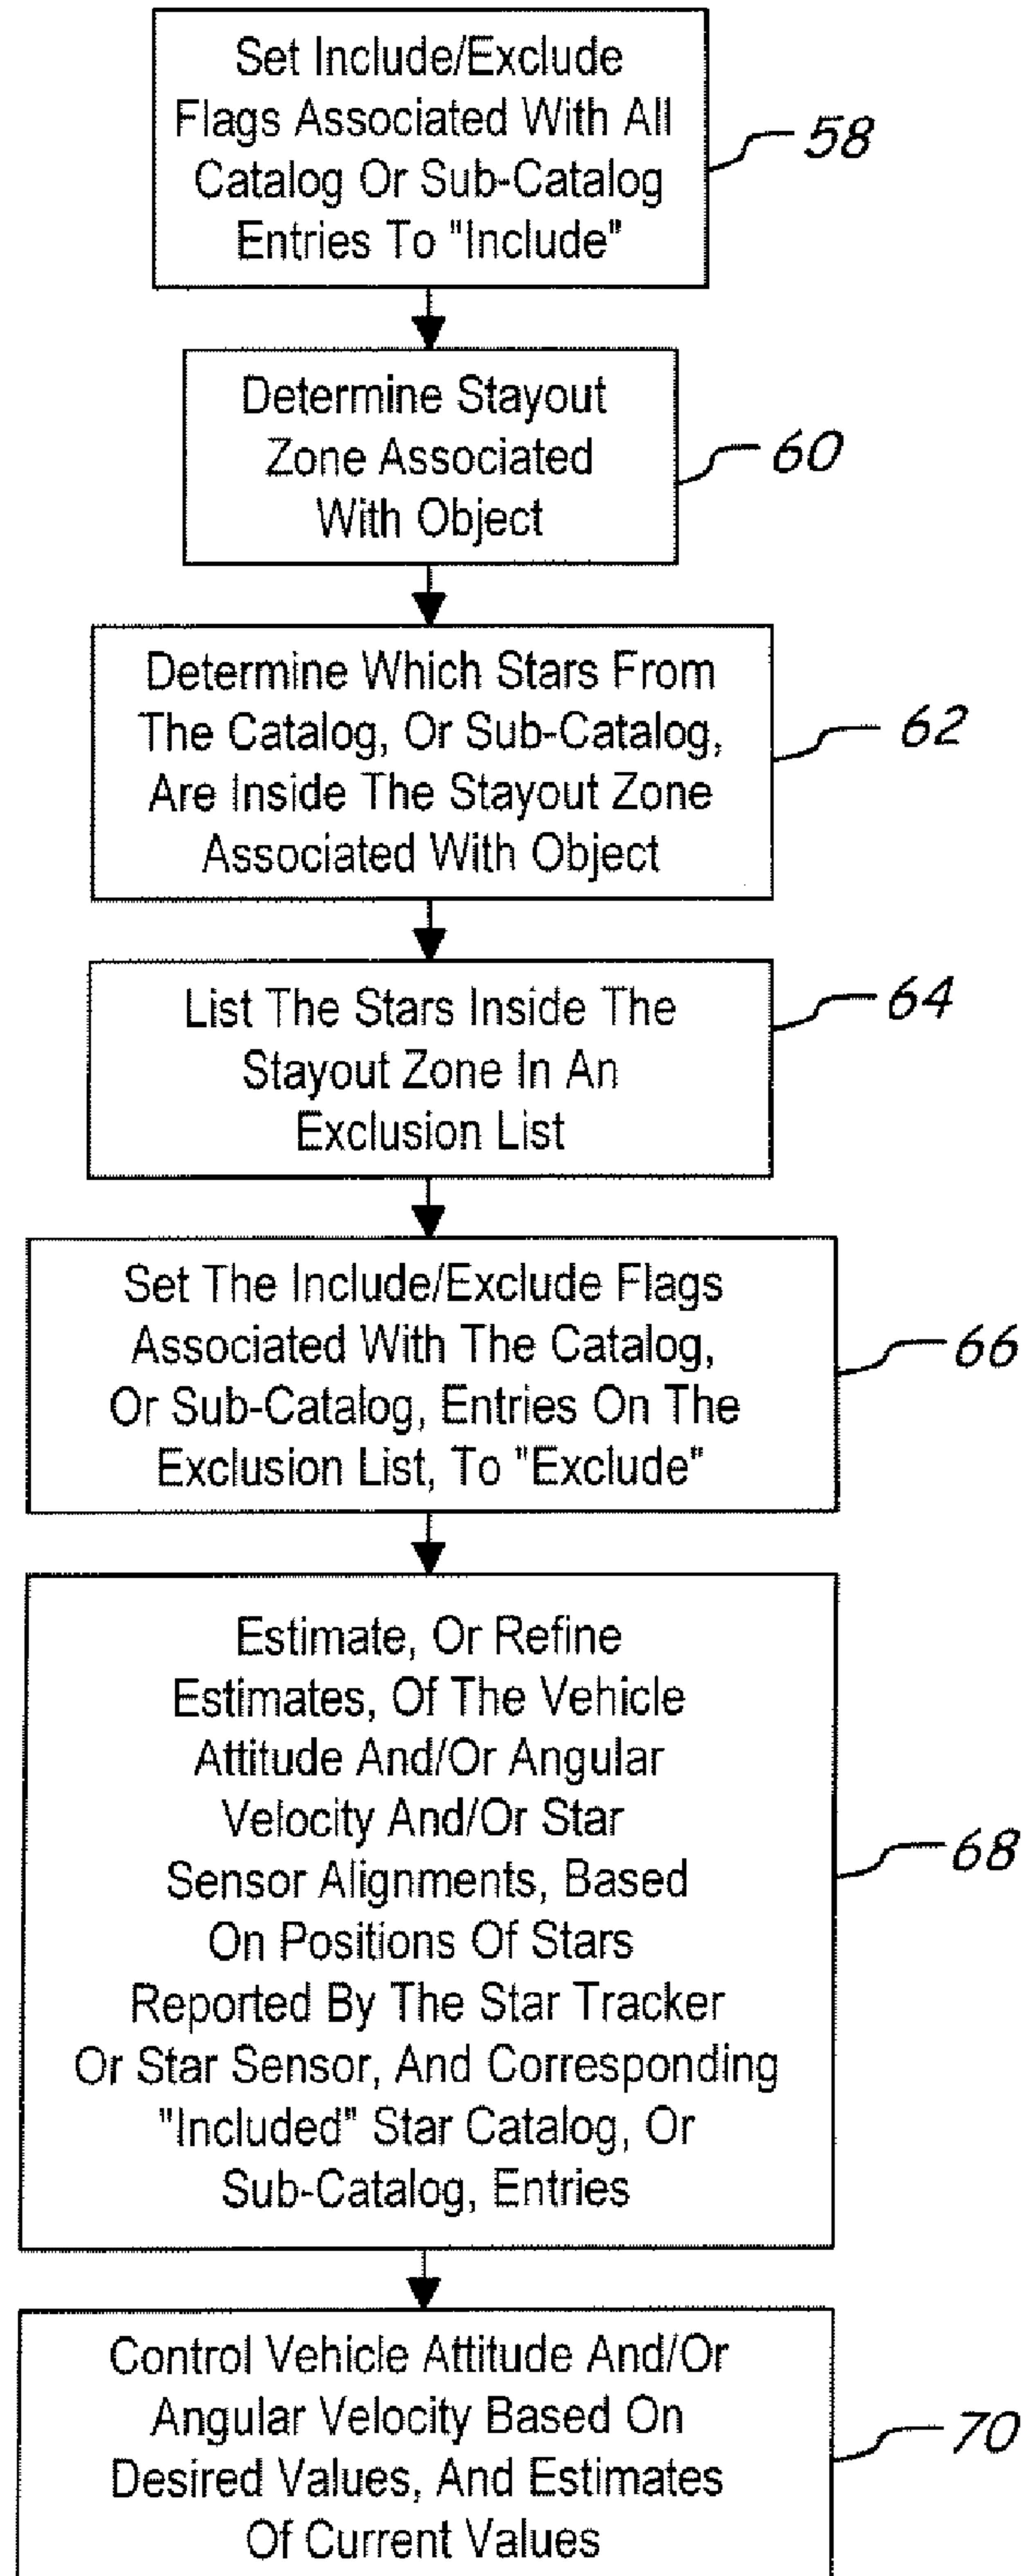 Set Include/Exclude
Flags Associated With All
Catalog Or Sub-Catalog
Entries To "Include"
58
Determine Stayout
Zone Associated
With Object
60
Determine Which Stars From
The Catalog, Or Sub-Catalog,
Are Inside The Stayout Zone
Associated With Object
62
List The Stars Inside The
Stayout Zone In An
Exclusion List
64
Set The Include/Exclude Flags
Associated With The Catalog,
Or Sub-Catalog, Entries On The
Exclusion List, To "Exclude"
66
Estimate, Or Refine
Estimates, Of The Vehicle
Attitude And/Or Angular
Velocity And/Or Star
Sensor Alignments, Based
On Positions Of Stars
Reported By The Star Tracker
Or Star Sensor, And Corresponding
"Included" Star Catalog, Or
Sub-Catalog, Entries
68
Control Vehicle Attitude And/Or
Angular Velocity Based On
Desired Values, And Estimates
Of Current Values
70